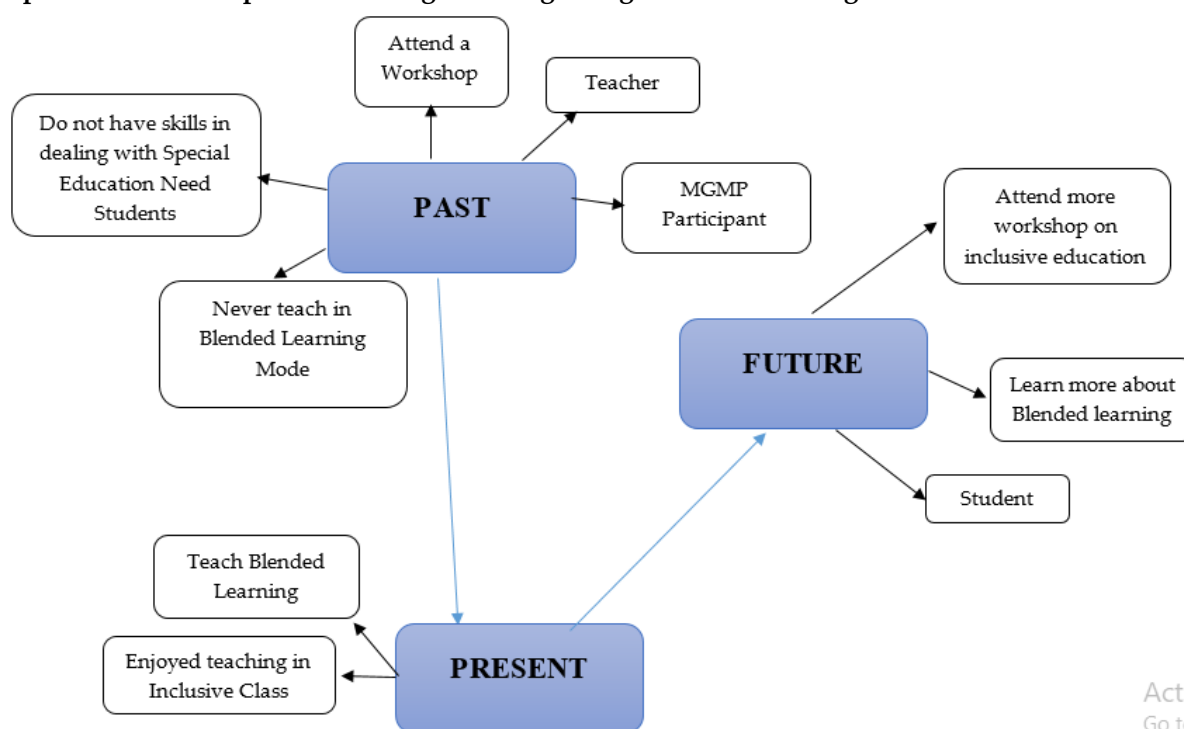 Attend a
Workshop
Teacher
Do not have skills in
dealing with Special
Education Need
Students
PAST
MGMP
Participant
Attend more
workshop on
inclusive education
Never teach in
Blended Learning
Mode
FUTURE
Learn more about
Blended learning
Student
Teach Blended
Learning
PRESENT
Enjoyed teaching in
Inclusive Class